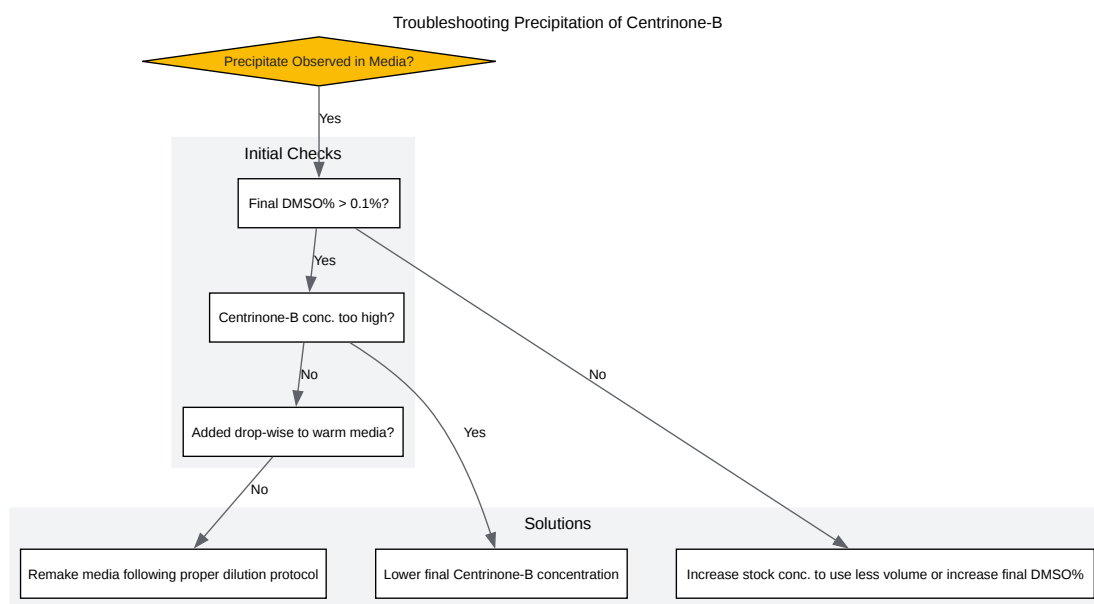 Troubleshooting Precipitation of Centrinone-B
Precipitate Observed in Media?
Yes
Initial Checks
Final DMSO% > 0.1%?
Yes
Centrinone-B conc. too high?
No
No
Added drop-wise to warm media?
Yes
No
Solutions
Remake media following proper dilution protocol
Lower final Centrinone-B concentration
Increase stock conc. to use less volume or increase final DMSO%